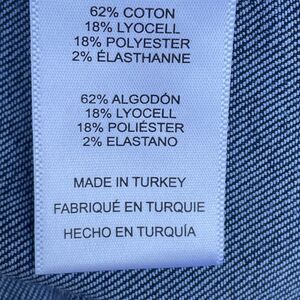 62% COTON
18% LYOCELL
18% POLYESTER
2% ÉLASTHANNE
62% ALGODÓN
18% LYOCELL
18% POLIÉSTER
2% ELASTANO
MADE IN TURKEY
FABRIQUÉ EN TURQUIE
HECHO EN TURQUÍA